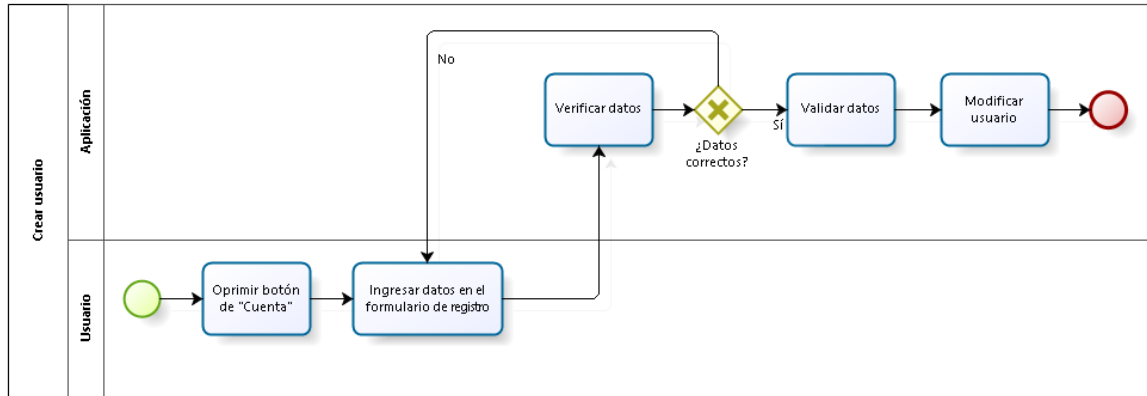 Crear usuario
Aplicación
No
Verificar datos
¿Datos
correctos?
Sí
Validar datos
Modificar
usuario
Usuario
Oprimir botón
de "Cuenta"
Ingresar datos en el
formulario de registro